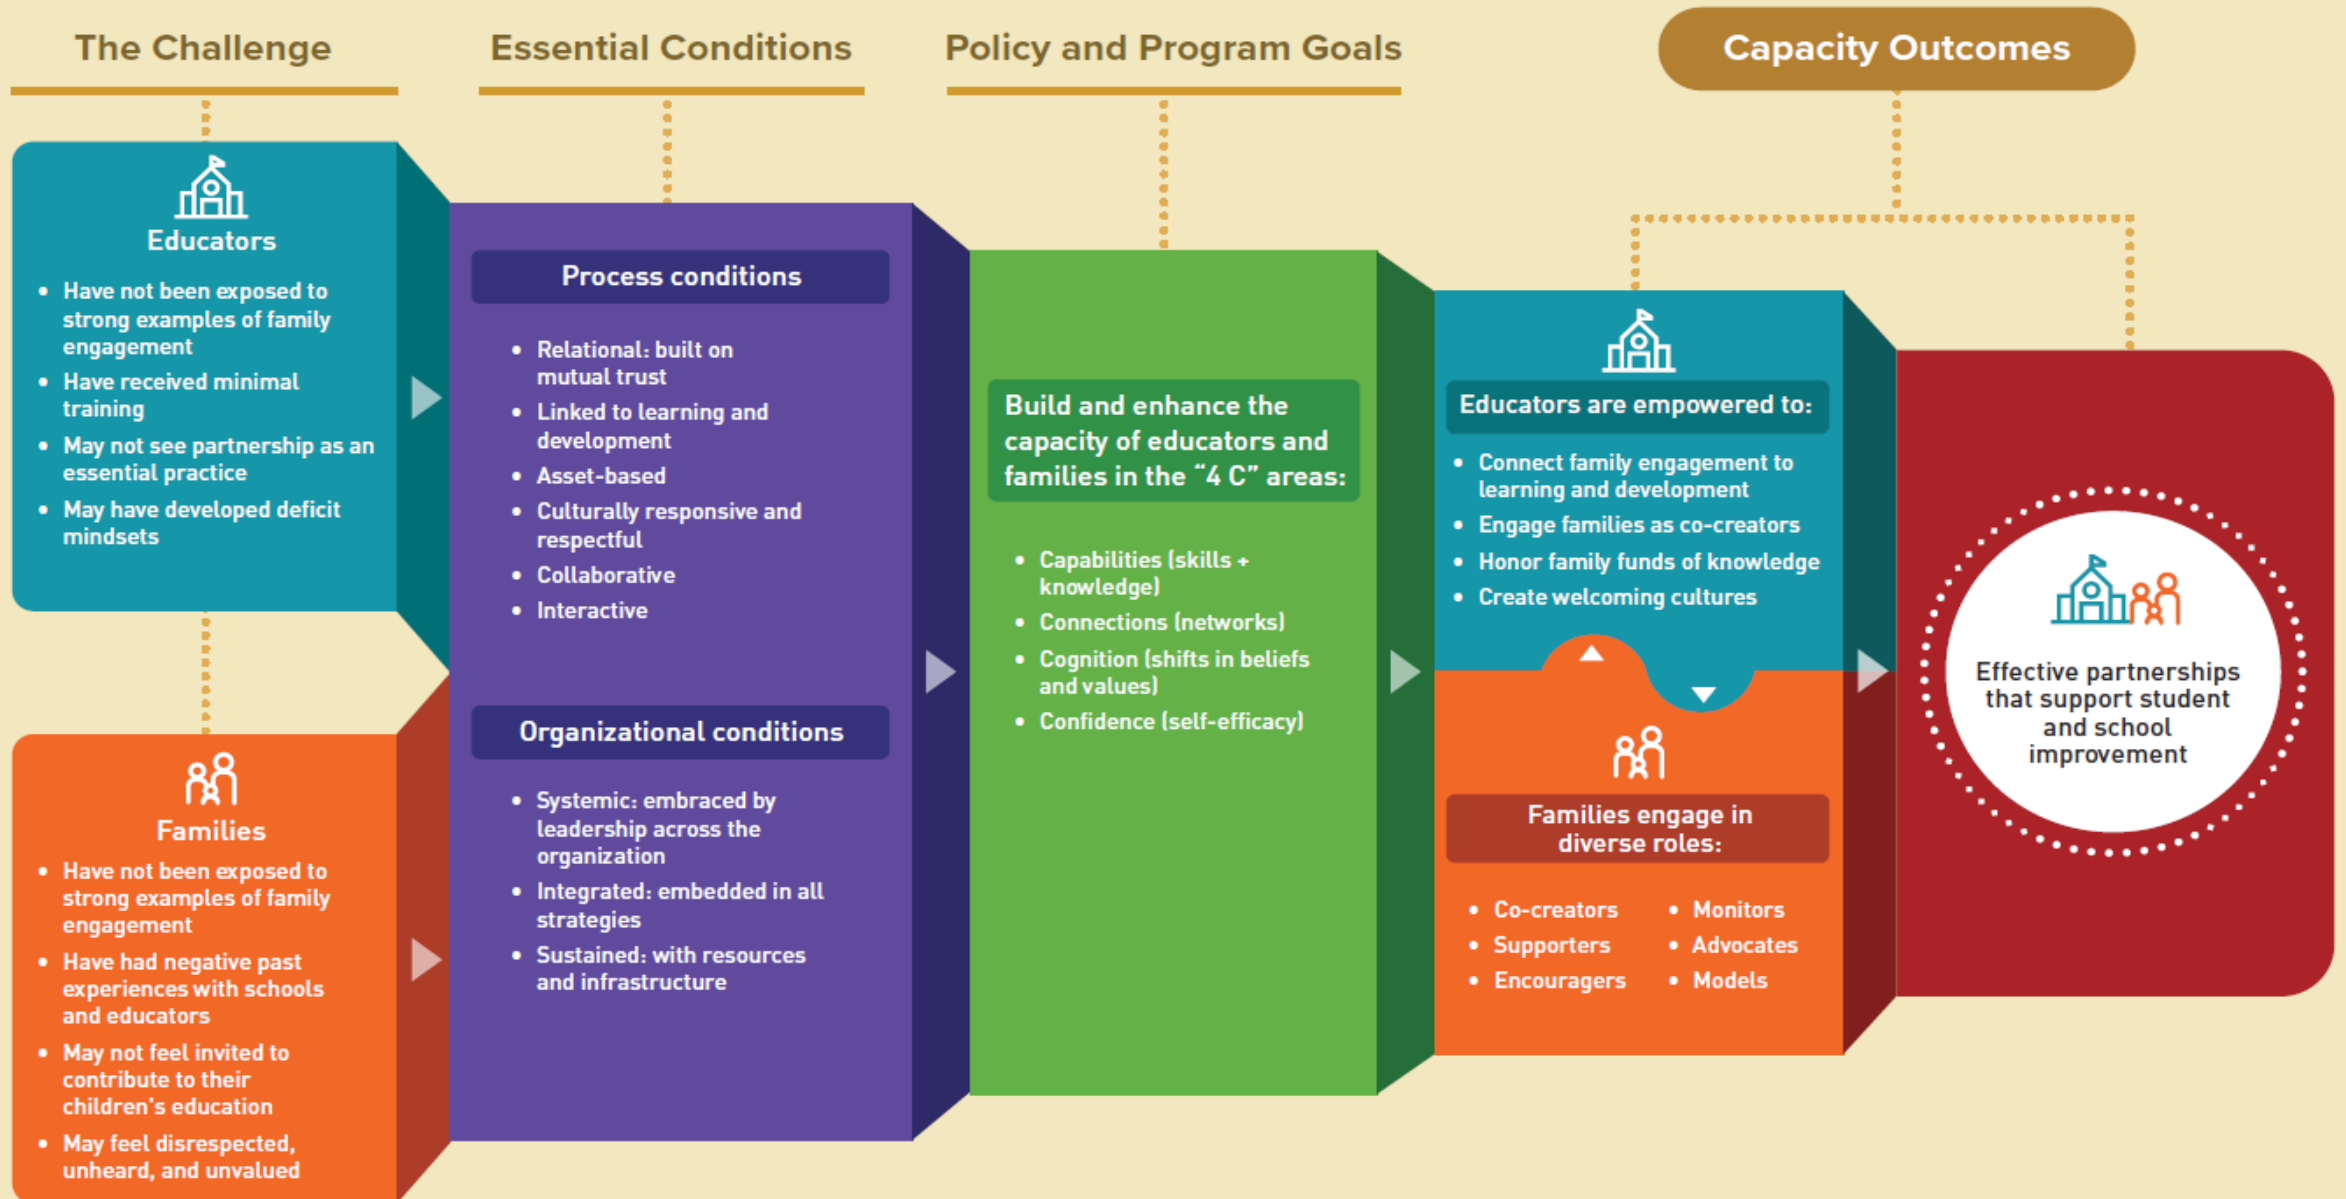 The Challenge
Essential Conditions
Policy and Program Goals
Capacity Outcomes
Educators
• Have not been exposed to
strong examples of family
engagement
• Have received minimal
training
• May not see partnership as an
essential practice
• May have developed deficit
mindsets
Families
• Have not been exposed to
strong examples of family
engagement
• Have had negative past
experiences with schools
and educators
• May not feel invited to
contribute to their
children's education
• May feel disrespected,
unheard, and unvalued
Process conditions
• Relational: built on
mutual trust
• Linked to learning and
development
• Asset-based
• Culturally responsive and
respectful
• Collaborative
• Interactive
Organizational conditions
• Systemic: embraced by
leadership across the
organization
• Integrated: embedded in all
strategies
• Sustained: with resources
and infrastructure
Build and enhance the
capacity of educators and
families in the “4 C” areas:
• Capabilities (skills +
knowledge)
• Connections (networks)
• Cognition (shifts in beliefs
and values)
• Confidence (self-efficacy)
Educators are empowered to:
• Connect family engagement to
learning and development
• Engage families as co-creators
• Honor family funds of knowledge
• Create welcoming cultures
Families engage in
diverse roles:
• Co-creators
• Supporters
• Encouragers
• Monitors
• Advocates
• Models
Effective partnerships
that support student
and school
improvement